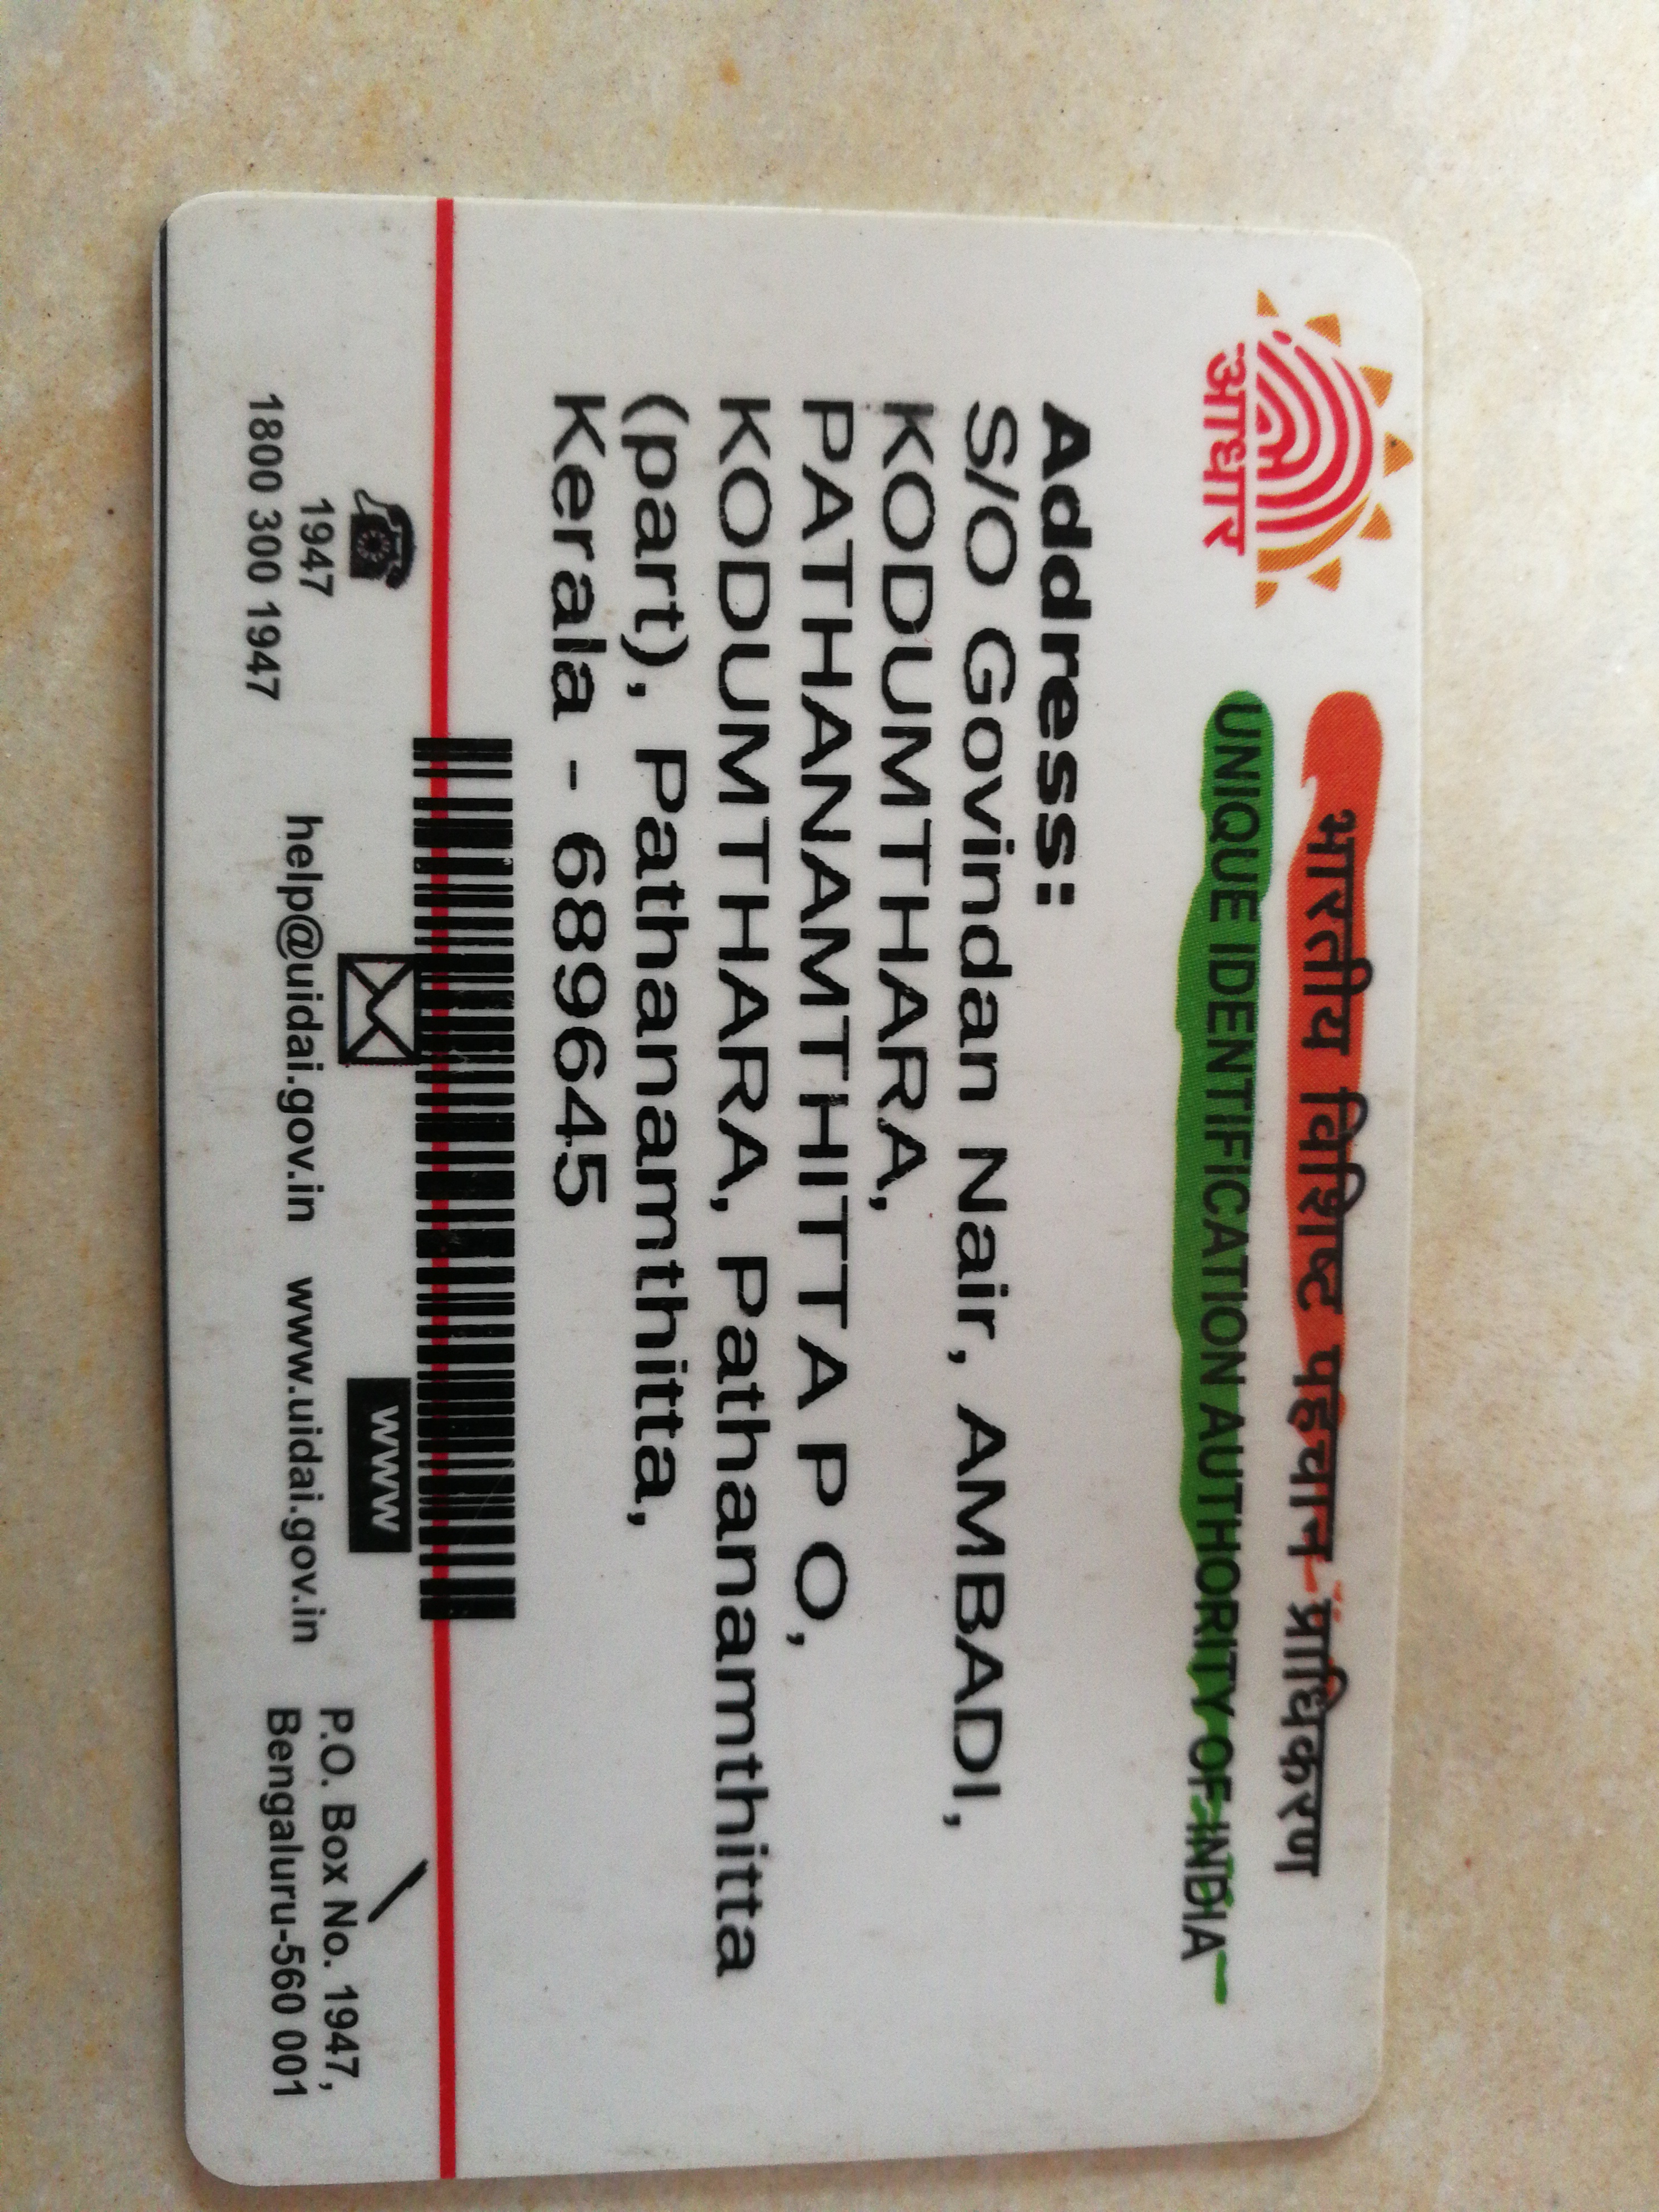 आधार
भारतीय विशिष्ट पहचान प्राधिकरण
UNIQUE IDENTIFICATION AUTHORITY OF INDIA
Address:
S/O Govindan Nair, AMBADI,
KODUMTHARA,
PATHANAMTHITTA P O,
KODUMTHARA, Pathanamthitta
(part), Pathanamthitta,
Kerala - 689645
1947
1800 300 1947
help@uidai.gov.in
WWW
www.uidai.gov.in
P.O. Box No. 1947,
Bengaluru-560 001